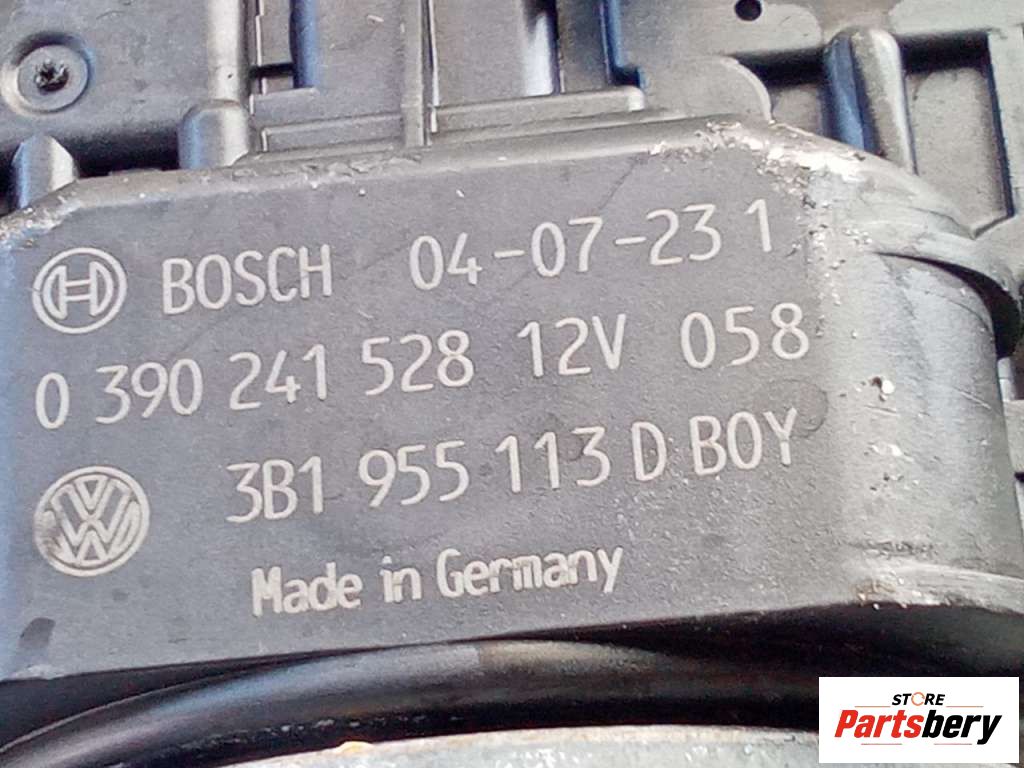 BOSCH 04-07-23 1
0 390 241 528 12V 058
3B1 955 113 D BOY
Made in Germany
STORE
Partsbery